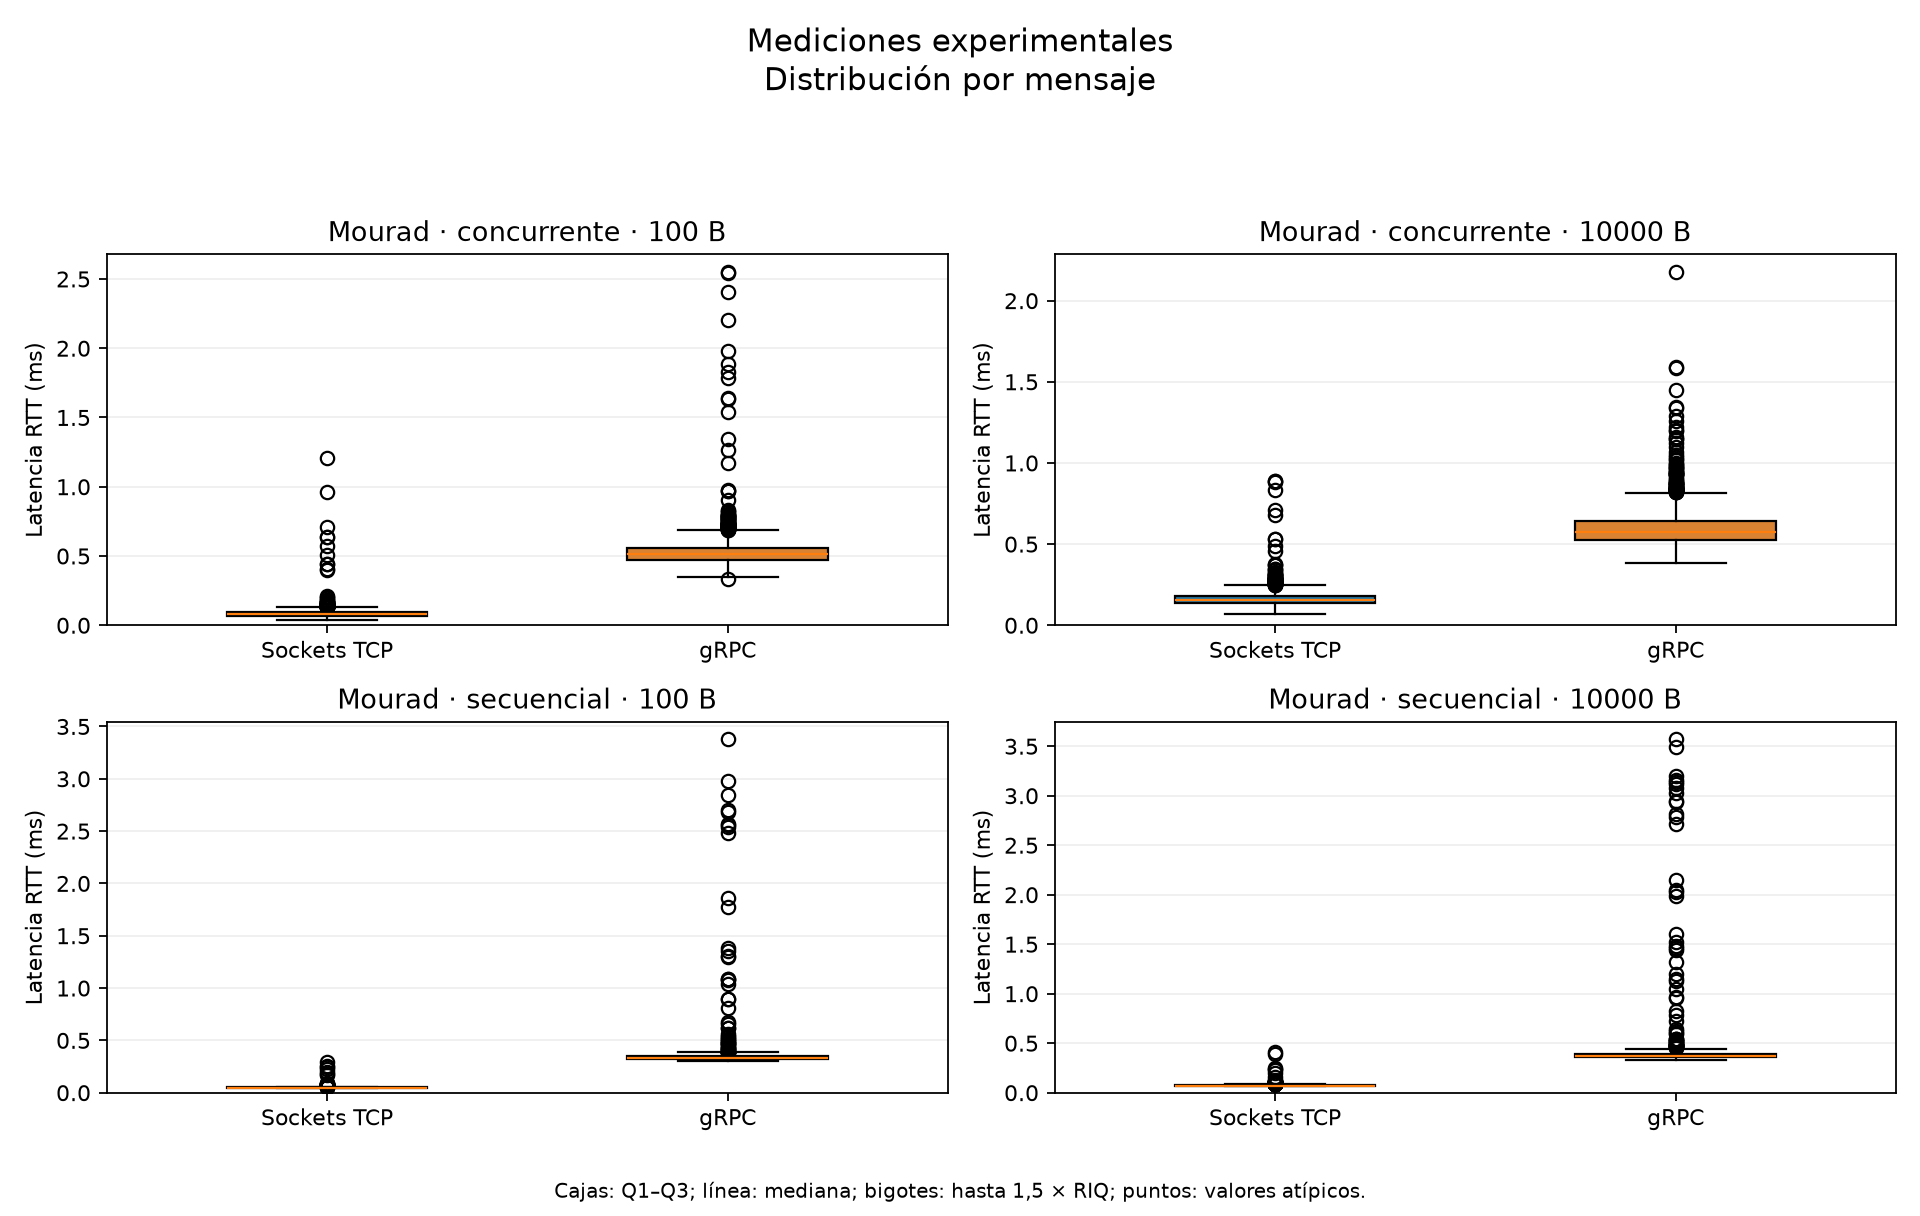 Mediciones experimentales
Distribución por mensaje
Mourad · concurrente · 100 B
Latencia RTT (ms)
2.5
2.0
1.5
1.0
0.5
0.0
Sockets TCP
gRPC
Mourad · concurrente · 10000 B
Latencia RTT (ms)
2.0
1.5
1.0
0.5
0.0
Sockets TCP
gRPC
Mourad · secuencial · 100 B
Latencia RTT (ms)
3.5
3.0
2.5
2.0
1.5
1.0
0.5
0.0
Sockets TCP
gRPC
Mourad · secuencial · 10000 B
Latencia RTT (ms)
3.5
3.0
2.5
2.0
1.5
1.0
0.5
0.0
Sockets TCP
gRPC
Cajas: Q1–Q3; línea: mediana; bigotes: hasta 1,5 × RIQ; puntos: valores atípicos.